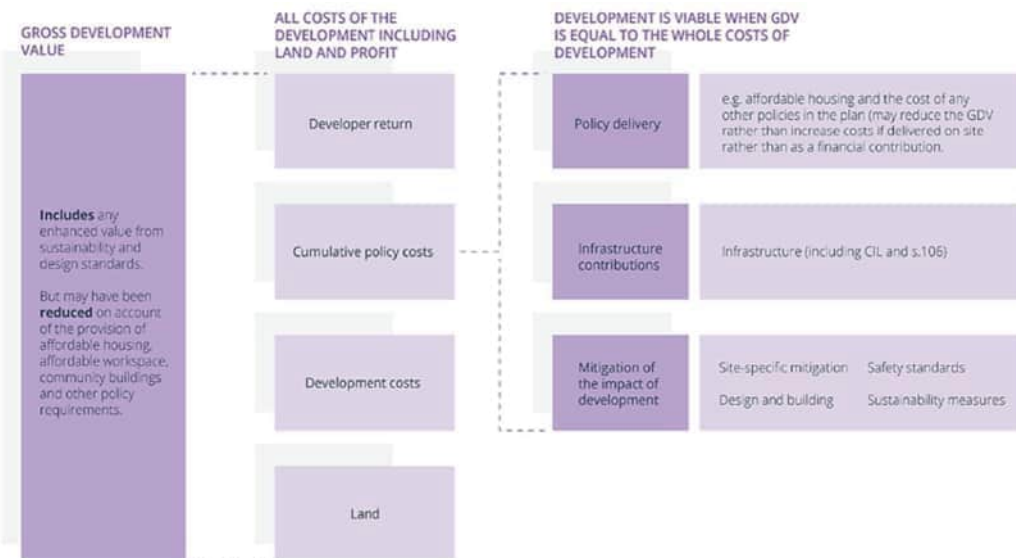 GROSS DEVELOPMENT
VALUE
Includes any
enhanced value from
sustainability and
design standards.
But may have been
reduced on account
of the provision of
affordable housing,
affordable workspace,
community buildings
and other policy
requirements.
ALL COSTS OF THE
DEVELOPMENT INCLUDING
LAND AND PROFIT
Developer return
Cumulative policy costs
Development costs
Land
DEVELOPMENT IS VIABLE WHEN GDV
IS EQUAL TO THE WHOLE COSTS OF
DEVELOPMENT
Policy delivery
e.g. affordable housing and the cost of any
other policies in the plan (may reduce the GDV
rather than increase costs if delivered on site
rather than as a financial contribution.
Infrastructure
contributions
Infrastructure (including CIL and s.106)
Mitigation of
the impact of
development
Site-specific mitigation Safety standards
Design and building Sustainability measures